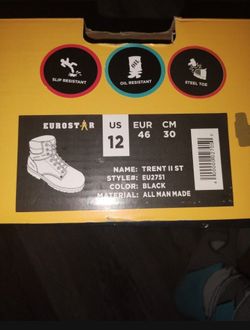 SLIP RESISTANT
OIL RESISTANT
STEEL TOE
EUROSTAR
US EUR CM
12 46 30
NAME: TRENT II ST
STYLE#: EU2751
COLOR: BLACK
MATERIAL: ALL MAN MADE